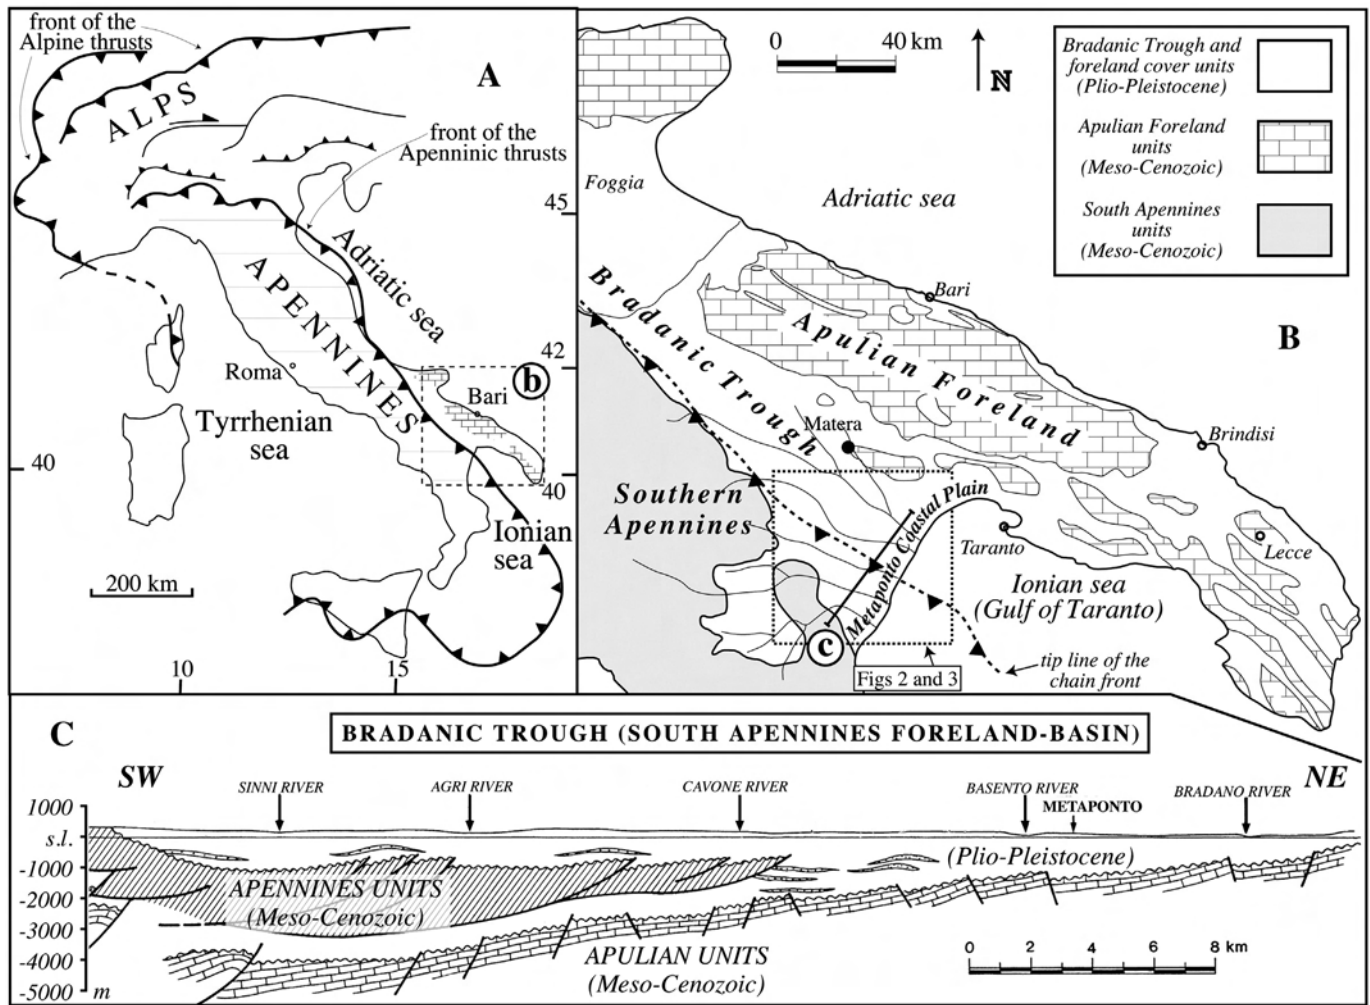 front of the
Alpine thrusts
A
ALPS
front of the
Apenninic thrusts
45
Adriatic sea
APENNINES
42
Roma
b
Bari
Tyrrhenian
sea
40
40
Ionian
sea
200 km
10
15
0
40 km
N
Bradanic Trough and
foreland cover units
(Plio-Pleistocene)
Apulian Foreland
units
(Meso-Cenozoic)
South Apennines
units
(Meso-Cenozoic)
Foggia
Adriatic sea
Bari
B
Bradanic Trough
Apulian Foreland
Matera
Brindisi
Southern
Apennines
Metaponto Coastal Plain
Taranto
Lecce
Ionian sea
(Gulf of Taranto)
c
Figs 2 and 3
tip line of the
chain front
C
BRADANIC TROUGH (SOUTH APENNINES FORELAND-BASIN)
SW
NE
SINNI RIVER
AGRI RIVER
CAVONE RIVER
BASENTO RIVER
METAPONTO
BRADANO RIVER
1000
s.l.
-1000
-2000
-3000
-4000
-5000 m
(Plio-Pleistocene)
APENNINES UNITS
(Meso-Cenozoic)
APULIAN UNITS
(Meso-Cenozoic)
0 2 4 6 8 km